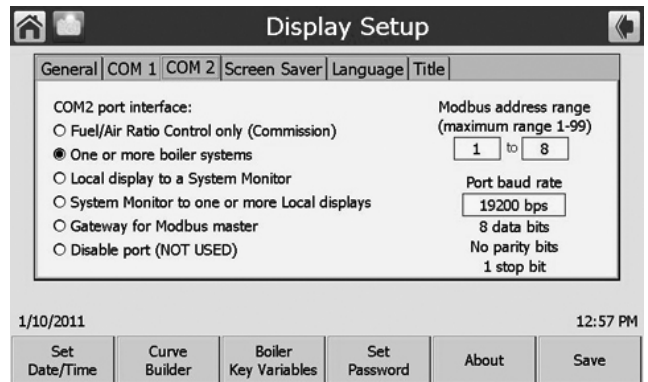 Display Setup
General COM 1 COM 2 Screen Saver Language Title
COM2 port interface:
Fuel/Air Ratio Control only (Commission)
One or more boiler systems
Local display to a System Monitor
System Monitor to one or more Local displays
Gateway for Modbus master
Disable port (NOT USED)
Modbus address range
(maximum range 1-99)
1 to 8
Port baud rate
19200 bps
8 data bits
No parity bits
1 stop bit
1/10/2011
12:57 PM
Set
Date/Time
Curve
Builder
Boiler
Key Variables
Set
Password
About
Save